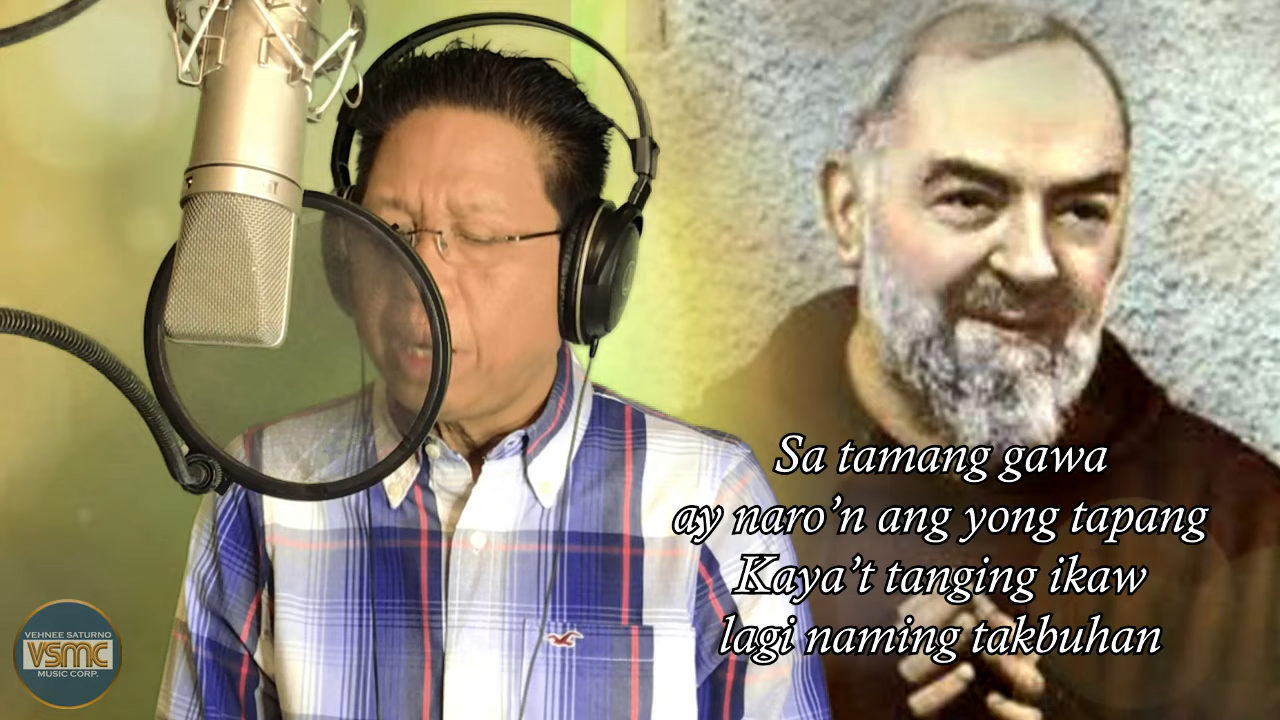 Sa tamang gawa
ay naro’n ang yong tapang
Kaya’t tanging ikaw
lagi naming takbuhan
VEHNEE SATURNO
VSMC
MUSIC CORP.